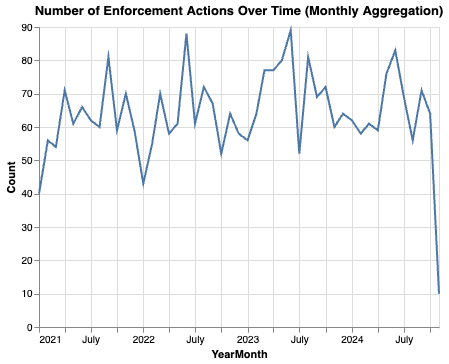 Number of Enforcement Actions Over Time (Monthly Aggregation)
90
80
70
60
50
40
30
20
10
0
Count
2021 July 2022 July 2023 July 2024 July
YearMonth